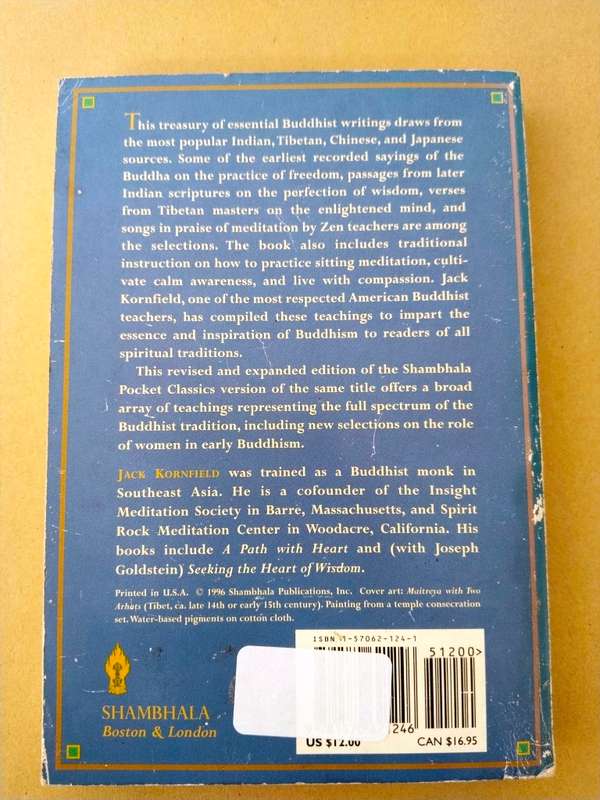 This treasury of essential Buddhist writings draws from
the most popular Indian, Tibetan, Chinese, and Japanese
sources. Some of the earliest recorded sayings of the
Buddha on the practice of freedom, passages from later
Indian scriptures on the perfection of wisdom, verses
from Tibetan masters on the enlightened mind, and
songs in praise of meditation by Zen teachers are among
the selections. The book also includes traditional
instruction on how to practice sitting meditation, culti-
vate calm awareness, and live with compassion. Jack
Kornfield, one of the most respected American Buddhist
teachers, has compiled these teachings to impart the
essence and inspiration of Buddhism to readers of all
spiritual traditions.
This revised and expanded edition of the Shambhala
Pocket Classics version of the same title offers a broad
array of teachings representing the full spectrum of the
Buddhist tradition, including new selections on the role
of women in early Buddhism.
JACK KORNFIELD was trained as a Buddhist monk in
Southeast Asia. He is a cofounder of the Insight
Meditation Society in Barre, Massachusetts, and Spirit
Rock Meditation Center in Woodacre, California. His
books include A Path with Heart and (with Joseph
Goldstein) Seeking the Heart of Wisdom.
Printed in U.S.A. © 1996 Shambhala Publications, Inc. Cover art: Maitreya with Two
Arhats (Tibet, ca. late 14th or early 15th century). Painting from a temple consecration
set. Water-based pigments on cotton cloth.
ISBN 1-57062-124-1
51200>
1246
US $12.00
CAN $16.95
SHAMBHALA
Boston & London